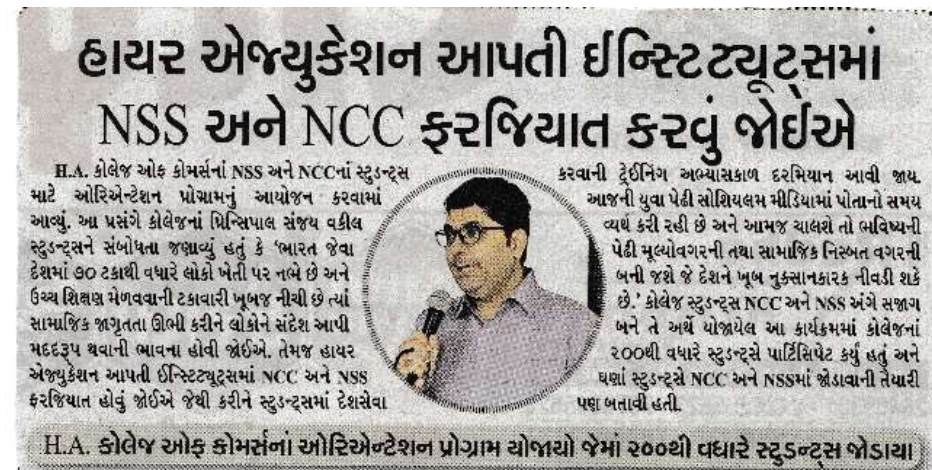 હાયર એજ્યુકેશન આપતી ઈન્સ્ટિટ્યૂટ્સમાં
NSS અને NCC ફરજિયાત કરવું જોઈએ
H.A. કોલેજ ઓફ કોમર્સનાં NSS અને NCCનાં સ્ટુડન્ટ્સ
માટે ઓરિએન્ટેશન પ્રોગ્રામનું આયોજન કરવામાં
આવ્યું. આ પ્રસંગે કોલેજનાં પ્રિન્સિપાલ સંજય વકીલ
સ્ટુડન્ટ્સને સંબોધતા જણાવ્યું હતું કે ‘ભારત જેવા
દેશમાં ૭૦ ટકાથી વધારે લોકો ખેતી પર નભે છે અને
ઉચ્ચ શિક્ષણ મેળવવાની ટકાવારી ખૂબજ નીચી છે ત્યાં
સામાજિક જાગૃતતા ઊભી કરીને લોકોને સંદેશ આપી
મદદરૂપ થવાની ભાવના હોવી જોઈએ. તેમજ હાયર
એજ્યુકેશન આપતી ઈન્સ્ટિટ્યૂટ્સમાં NCC અને NSS
ફરજિયાત હોવું જોઈએ જેથી કરીને સ્ટુડન્ટ્સમાં દેશસેવા
કરવાની ટ્રેઈનિંગ અભ્યાસકાળ દરમિયાન આવી જાય.
આજની યુવા પેઢી સોશિયલમ મીડિયામાં પોતાનો સમય
વ્યર્થ કરી રહી છે અને આમજ ચાલશે તો ભવિષ્યની
પેઢી મૂલ્યોવગરની તથા સામાજિક નિસ્બત વગરની
બની જશે જે દેશને ખૂબ નુક્સાનકારક નીવડી શકે
છે.’ કોલેજ સ્ટુડન્ટ્સ NCC અને NSS અંગે સજાગ
બને તે અર્થે યોજાયેલ આ કાર્યક્રમમાં કોલેજનાં
૨૦૦થી વધારે સ્ટુડન્ટ્સે પાર્ટિસિપેટ કર્યું હતું અને
ઘણાં સ્ટુડન્ટ્સે NCC અને NSSમાં જોડાવાની તૈયારી
પણ બતાવી હતી.
H.A. કોલેજ ઓફ કોમર્સનાં ઓરિએન્ટેશન પ્રોગ્રામ યોજાયો જેમાં ૨૦૦થી વધારે સ્ટુડન્ટ્સ જોડાયા